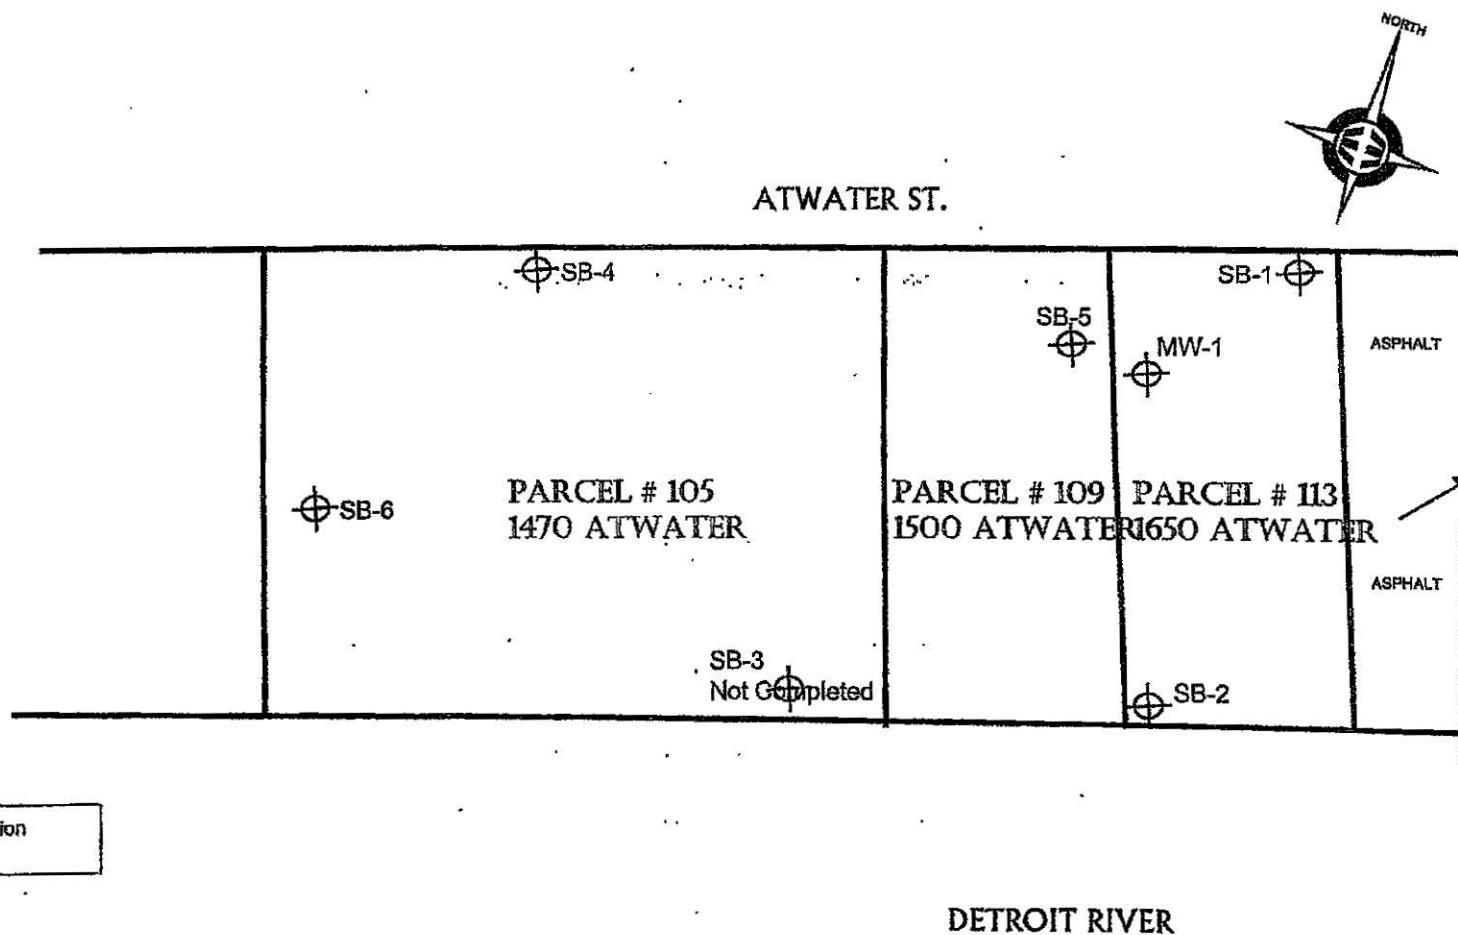 NORTH
ATWATER ST.
SB-4
SB-1
SB-5
MW-1
ASPHALT
SB-6
PARCEL # 105
1470 ATWATER
PARCEL # 109
1500 ATWATER
PARCEL # 113
1650 ATWATER
ASPHALT
SB-3
Not Completed
SB-2
DETROIT RIVER